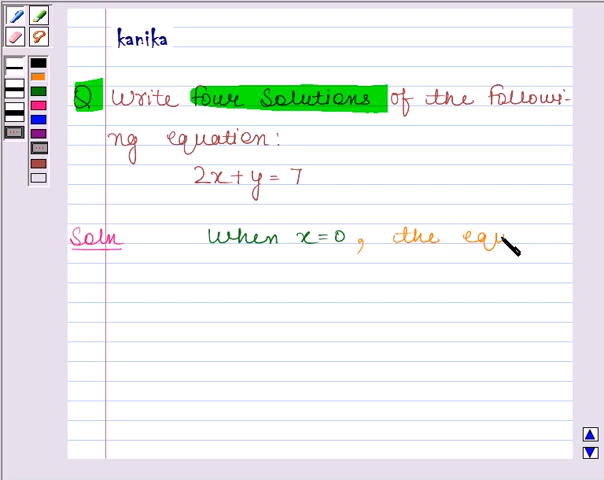 kanika
Q Write four Solutions of the followi-
ng equation:
2x+y=7
Soln When x=0, the equ